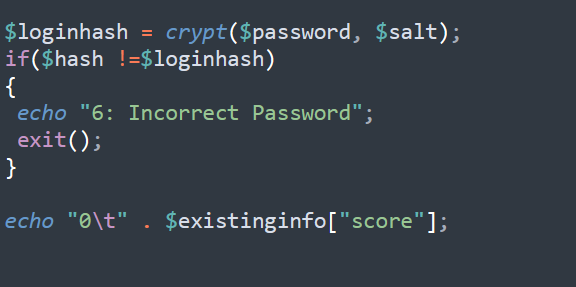 $loginhash = crypt($password, $salt);
if($hash !=$loginhash)
{
 echo "6: Incorrect Password";
 exit();
}
echo "0\t" . $existinginfo["score"];